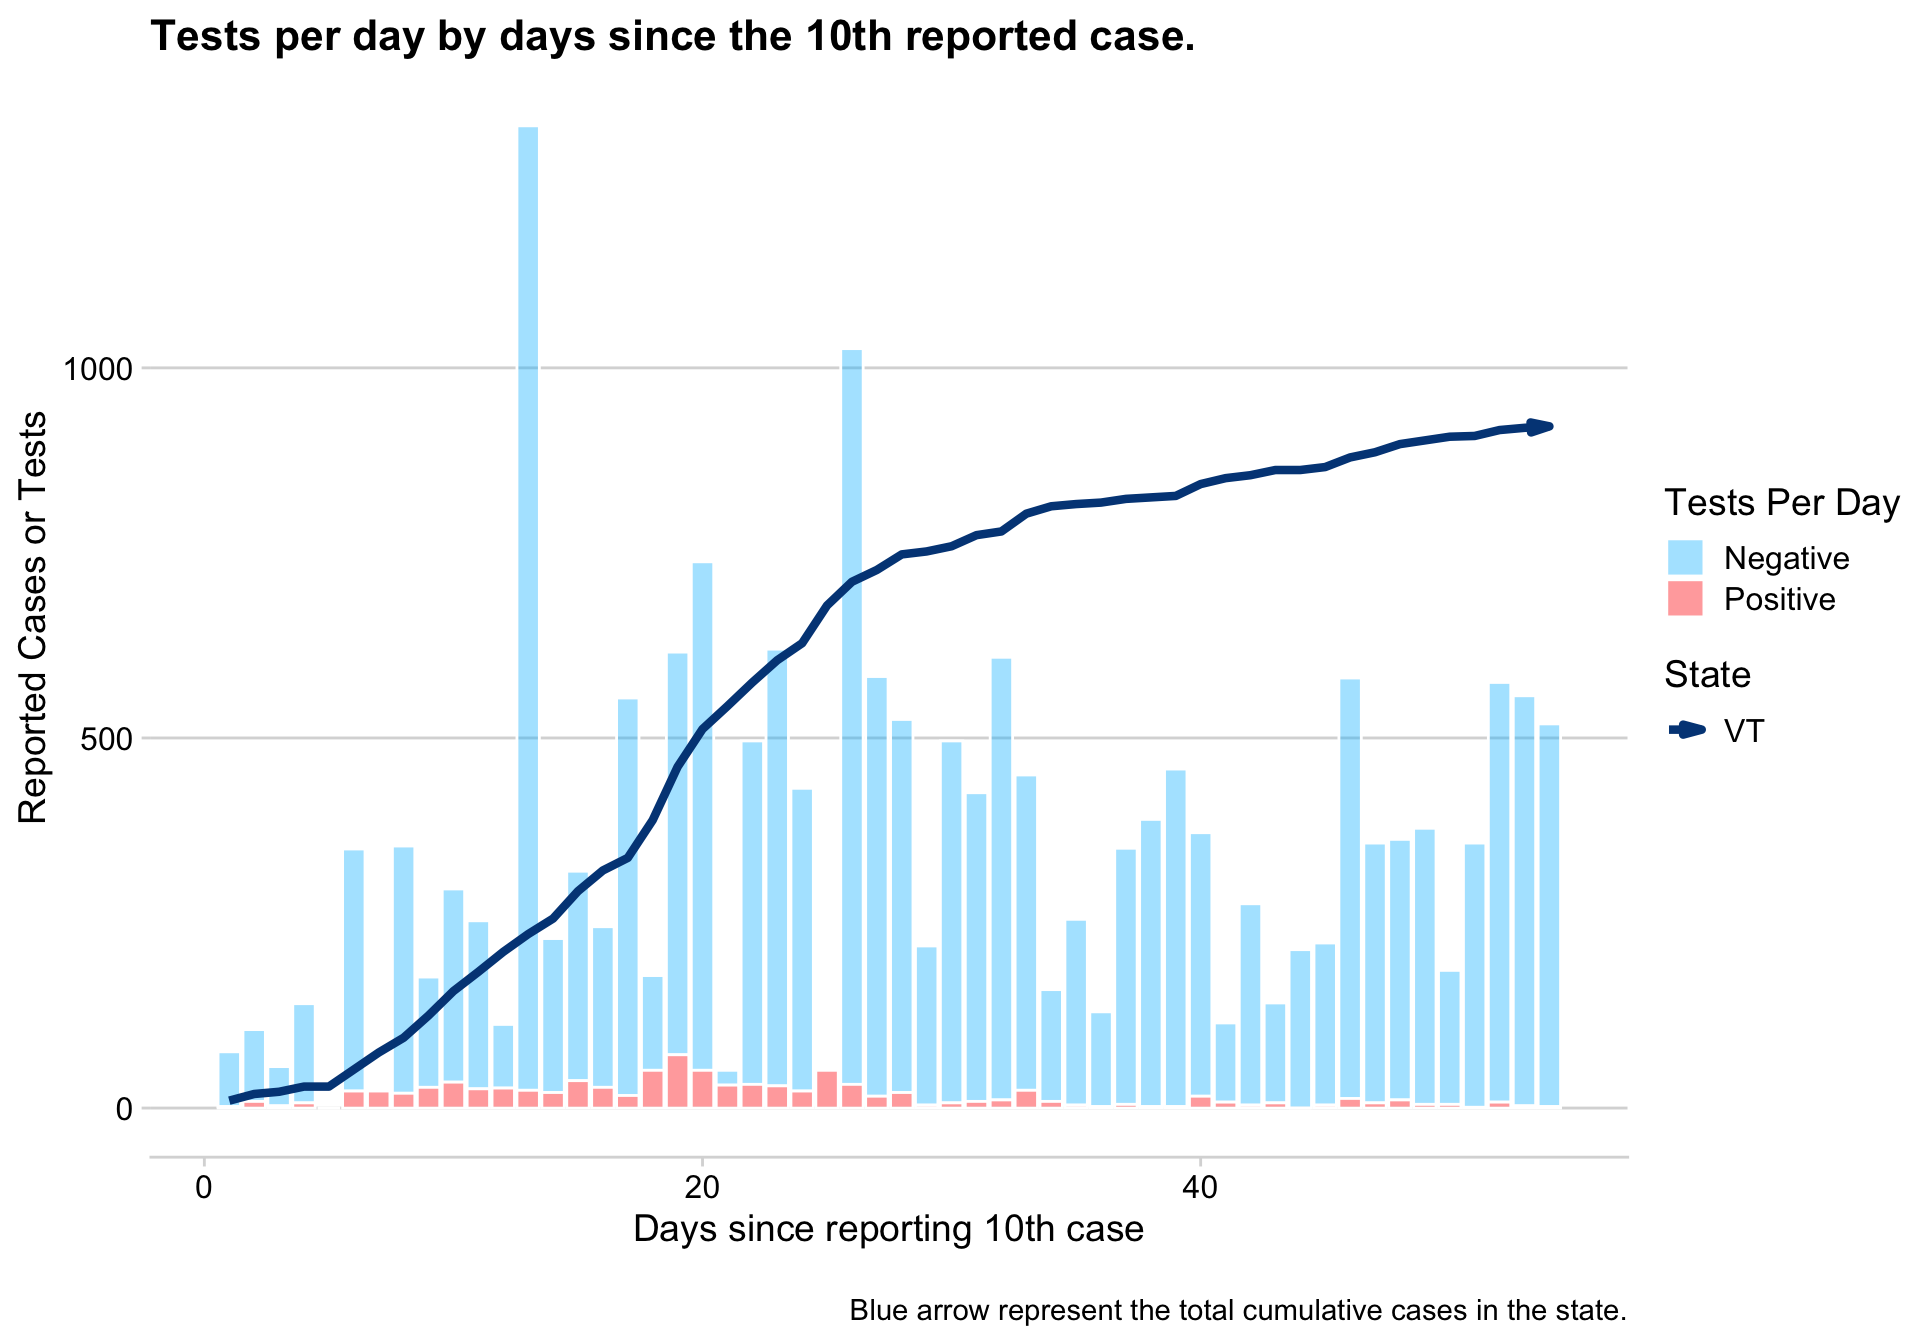 Tests per day by days since the 10th reported case.
Reported Cases or Tests
1000
500
0
0 20 40
Days since reporting 10th case
Tests Per Day
Negative
Positive
State
VT
Blue arrow represent the total cumulative cases in the state.